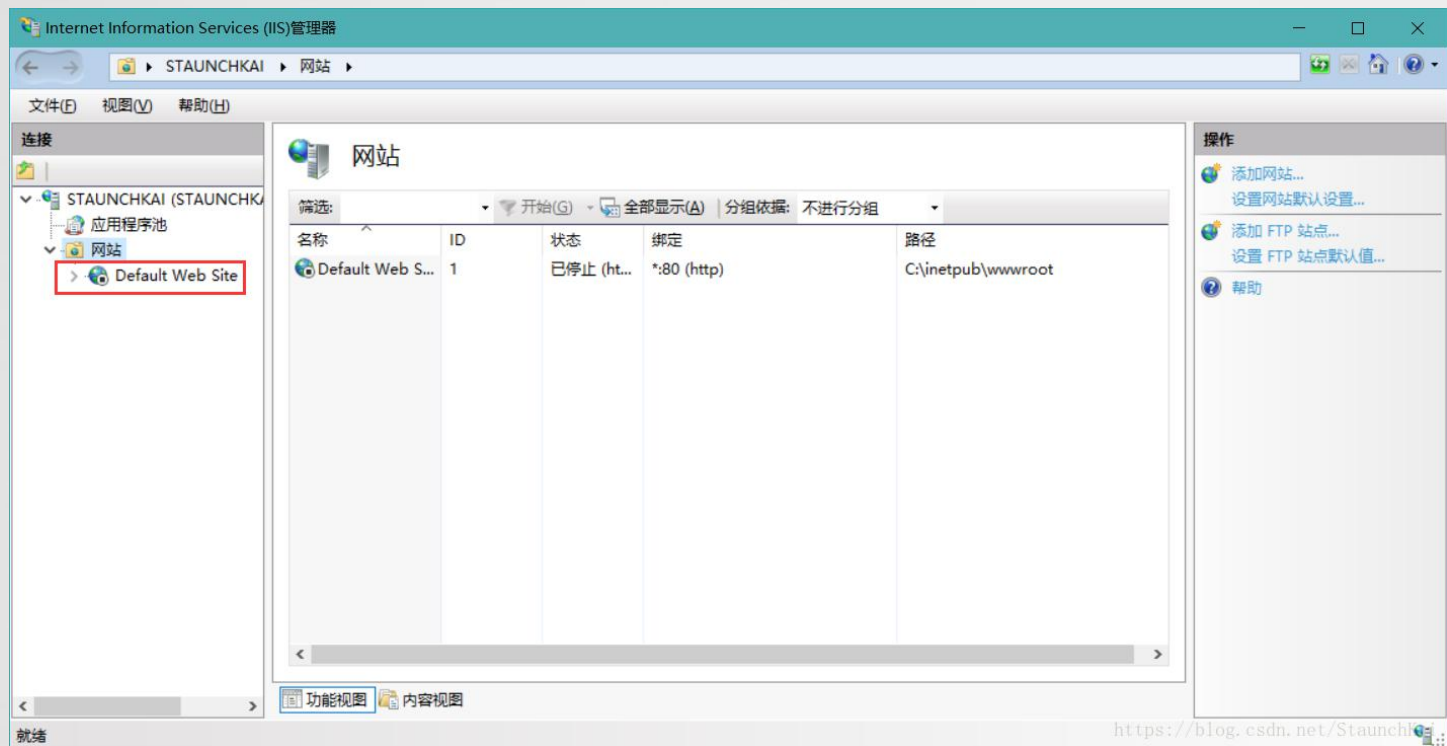 Internet Information Services (IIS)管理器
STAUNCHKAI
网站
文件(F) 视图(V) 帮助(H)
连接
STAUNCHKAI (STAUNCHKA
应用程序池
网站
Default Web Site
网站
筛选: 开始(G) 全部显示(A) 分组依据: 不进行分组
名称 ID 状态 绑定 路径
Default Web S... 1 已停止 (ht... *:80 (http) C:\inetpub\wwwroot
功能视图 内容视图
操作
添加网站...
设置网站默认设置...
添加 FTP 站点...
设置 FTP 站点默认值...
帮助
就绪
https://blog.csdn.net/StaunchKai